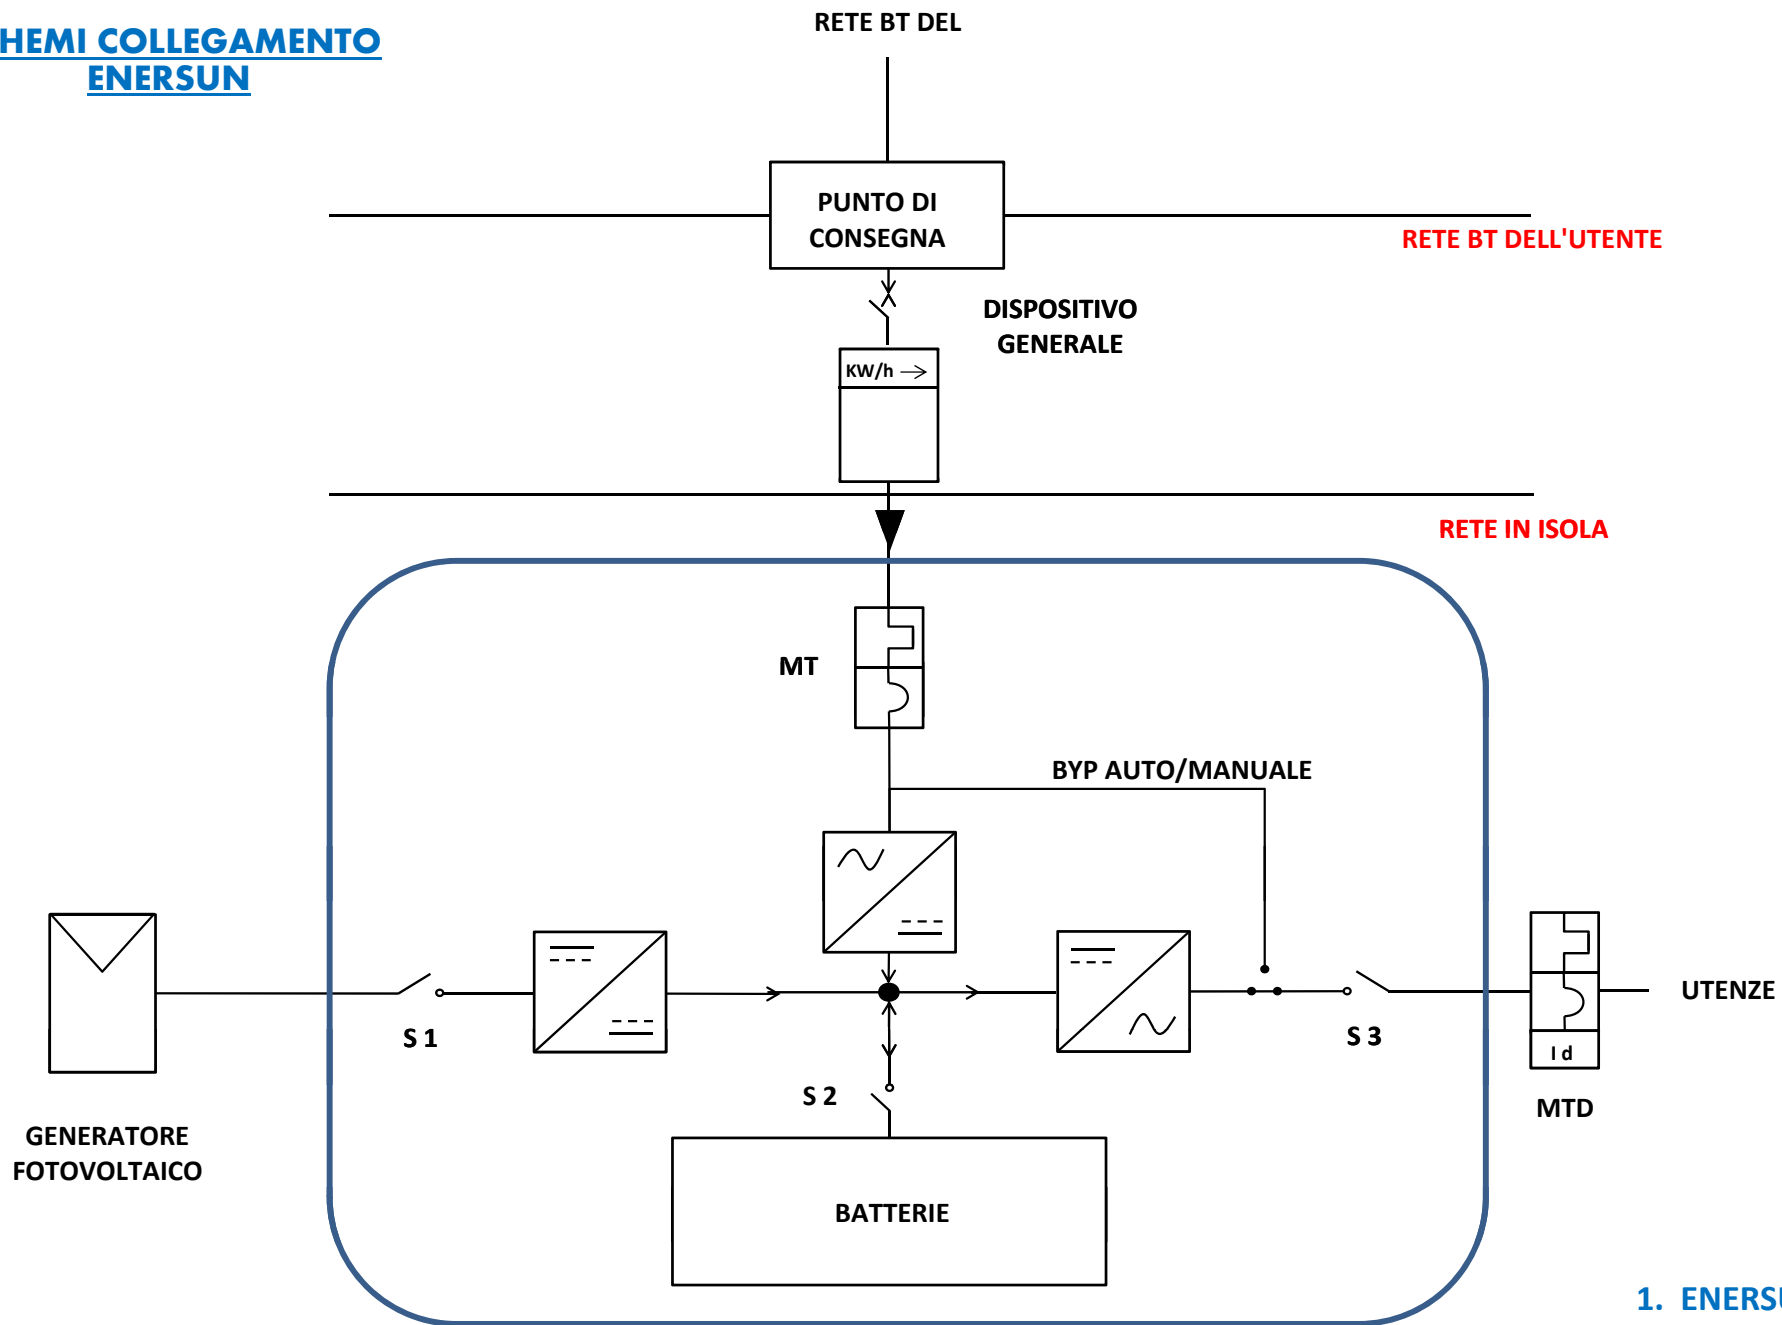 HEMI COLLEGAMENTO
ENERSUN
RETE BT DEL
PUNTO DI
CONSEGNA
RETE BT DELL'UTENTE
DISPOSITIVO
GENERALE
KW/h
RETE IN ISOLA
MT
BYP AUTO/MANUALE
UTENZE
S 1
S 3
I d
S 2
MTD
GENERATORE
FOTOVOLTAICO
BATTERIE
1. ENERSU